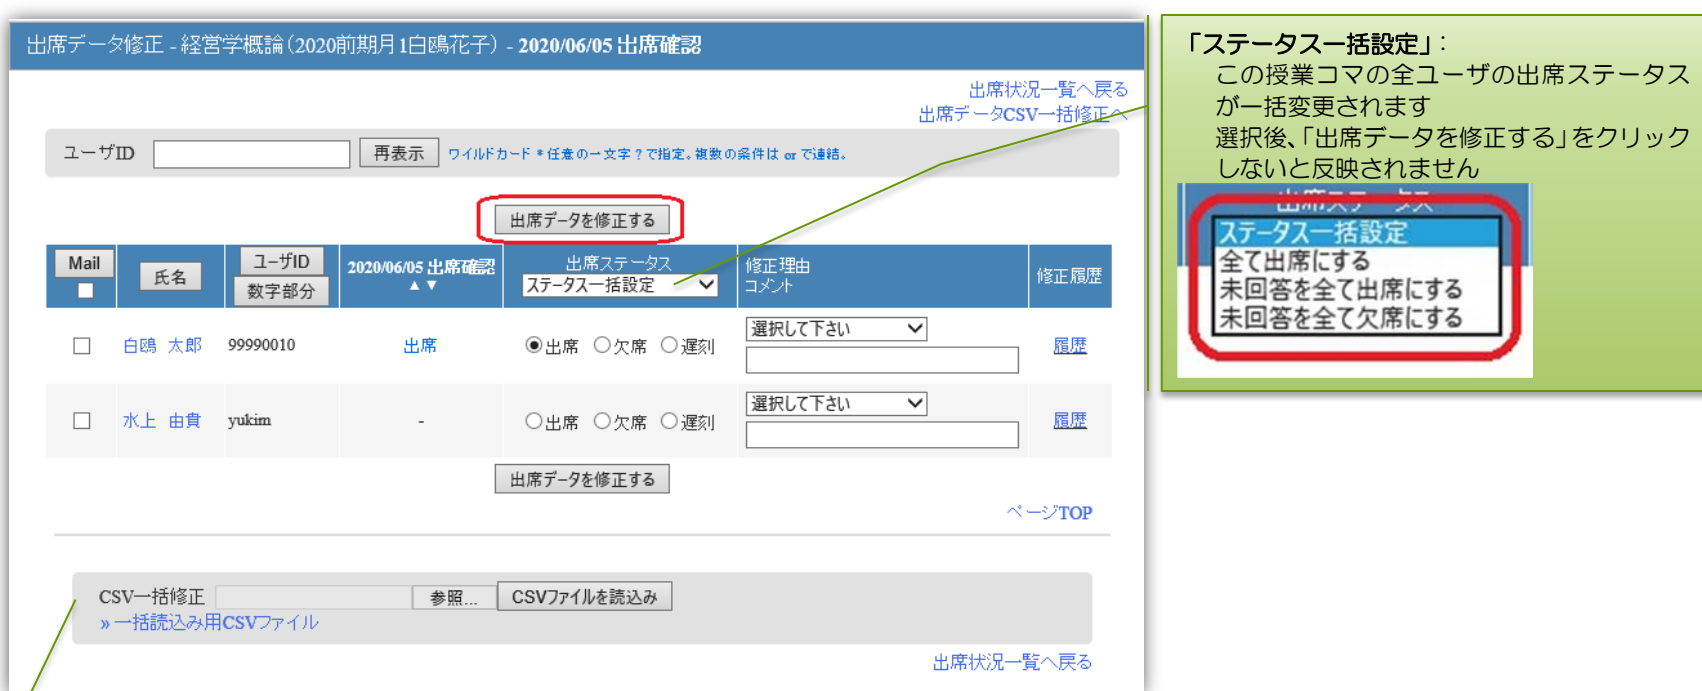 出席データ修正 - 経営学概論(2020前期月1白鴎花子) - 2020/06/05 出席確認
出席状況一覧へ戻る
出席データCSV一括修正へ
ユーザID 再表示 ワイルドカード * 任意の一文字 ? で指定。複数の条件は or で連結。
出席データを修正する
Mail 氏名 ユーザID 数字部分 2020/06/05 出席確認 ▲ ▼ 出席ステータス ステータス一括設定 修正理由 コメント 修正履歴
白鴎 太郎 99990010 出席 出席 欠席 遅刻 選択して下さい 履歴
水上 由貴 yukim - 出席 欠席 遅刻 選択して下さい 履歴
出席データを修正する
ページTOP
CSV一括修正 参照... CSVファイルを読込み
» 一括読込み用CSVファイル
出席状況一覧へ戻る
「ステータス一括設定」:
この授業コマの全ユーザの出席ステータス
が一括変更されます
選択後、「出席データを修正する」をクリック
しないと反映されません
出席ステータス
ステータス一括設定
全て出席にする
未回答を全て出席にする
未回答を全て欠席にする